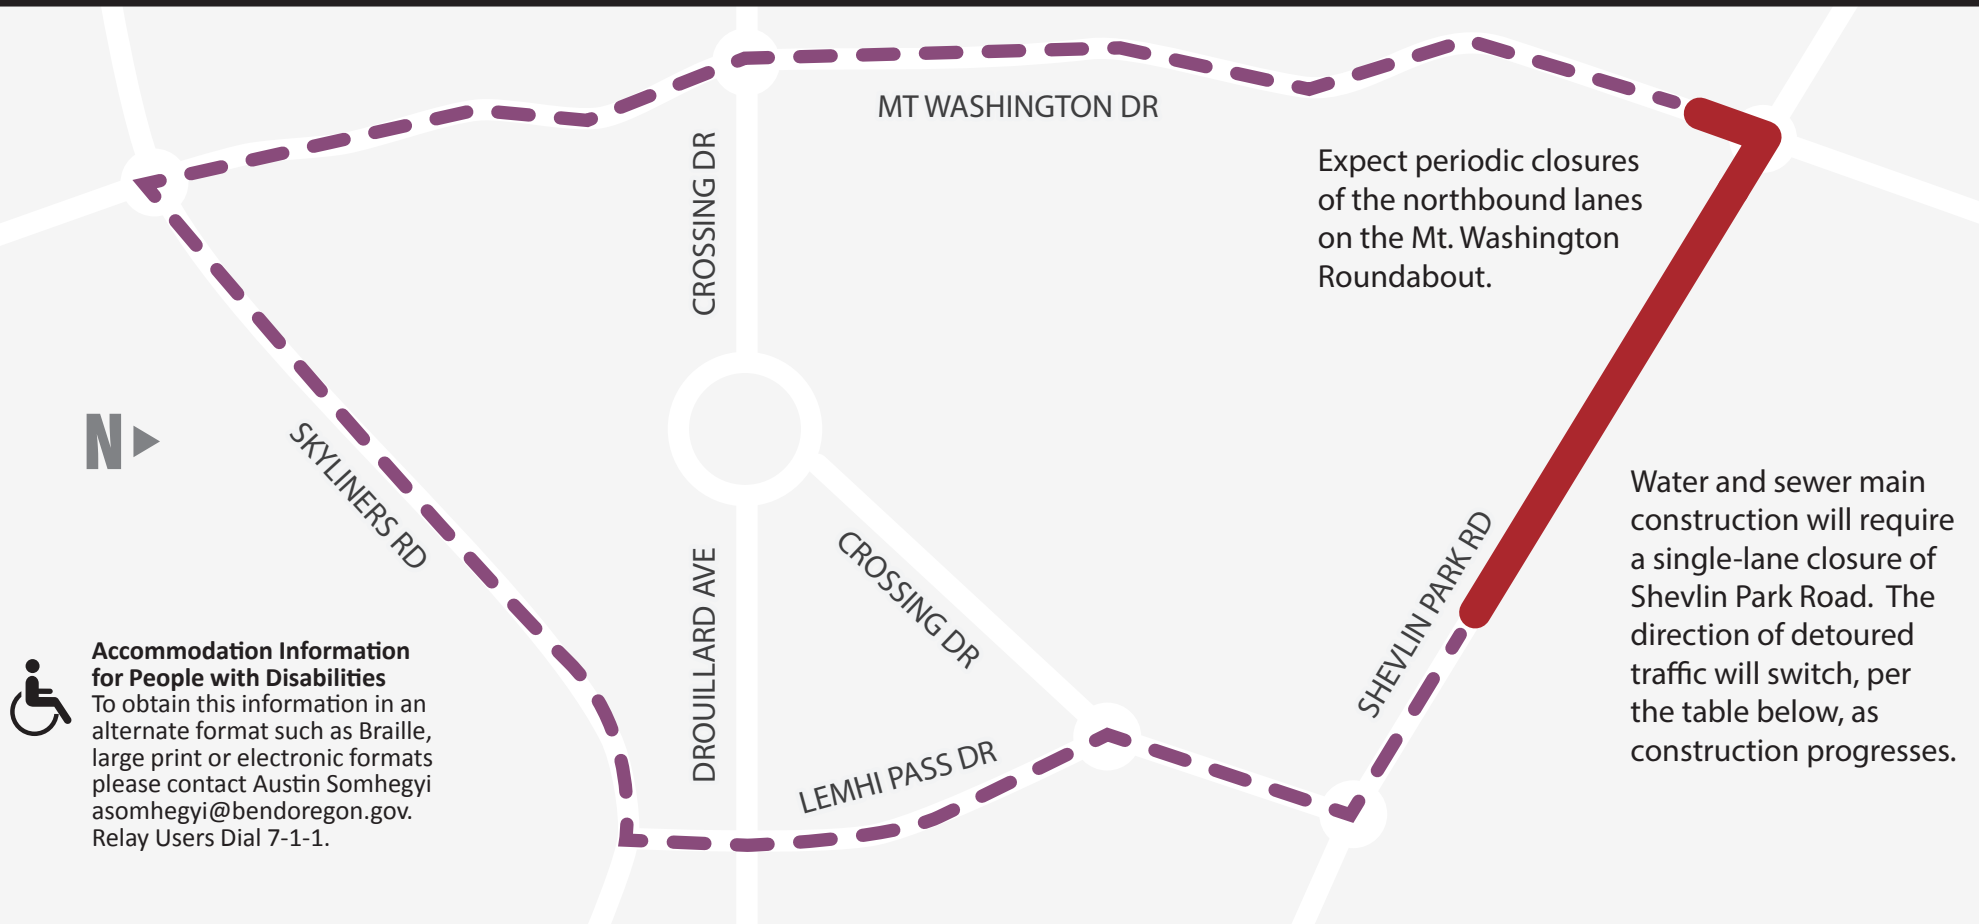 MT WASHINGTON DR
CROSSING DR
Expect periodic closures
of the northbound lanes
on the Mt. Washington
Roundabout.
N
SKYLINERS RD
DROUILLARD AVE
CROSSING DR
LEMHI PASS DR
SHEVLIN PARK RD
Water and sewer main
construction will require
a single-lane closure of
Shevlin Park Road.  The
direction of detoured
traffic will switch, per
the table below, as
construction progresses.
Accommodation Information
for People with Disabilities
To obtain this information in an
alternate format such as Braille,
large print or electronic formats
please contact Austin Somhegyi
asomhegyi@bendoregon.gov.
Relay Users Dial 7-1-1.